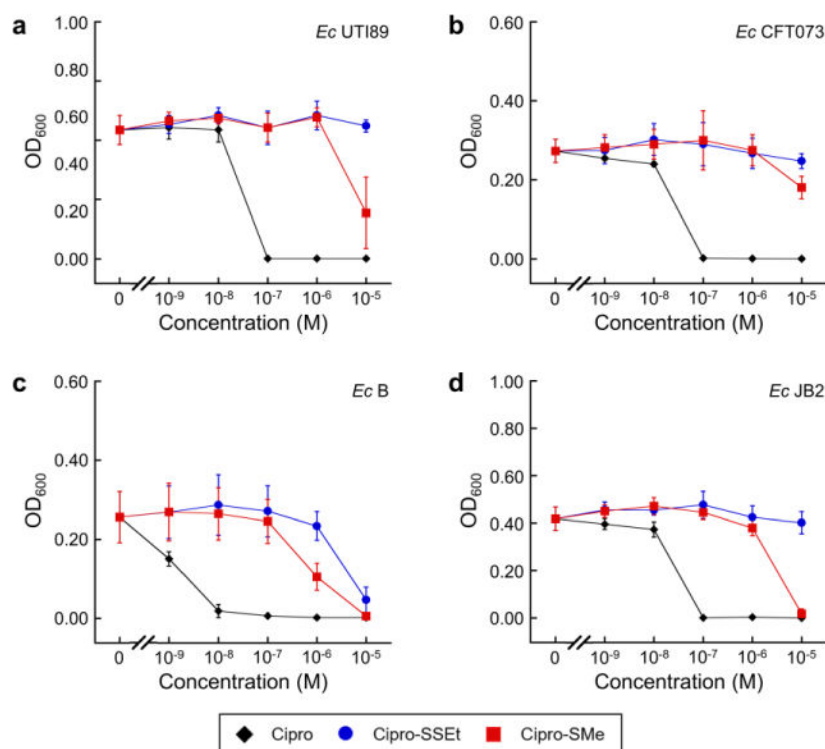 a
Ec UTI89
1.00
0.80
0.60
0.40
0.20
0.00
OD600
0 10-9 10-8 10-7 10-6 10-5
Concentration (M)
b
Ec CFT073
0.60
0.40
0.20
0.00
OD600
0 10-9 10-8 10-7 10-6 10-5
Concentration (M)
c
Ec B
0.60
0.40
0.20
0.00
OD600
0 10-9 10-8 10-7 10-6 10-5
Concentration (M)
d
Ec JB2
1.00
0.80
0.60
0.40
0.20
0.00
OD600
0 10-9 10-8 10-7 10-6 10-5
Concentration (M)
Cipro Cipro-SSEt Cipro-SMe